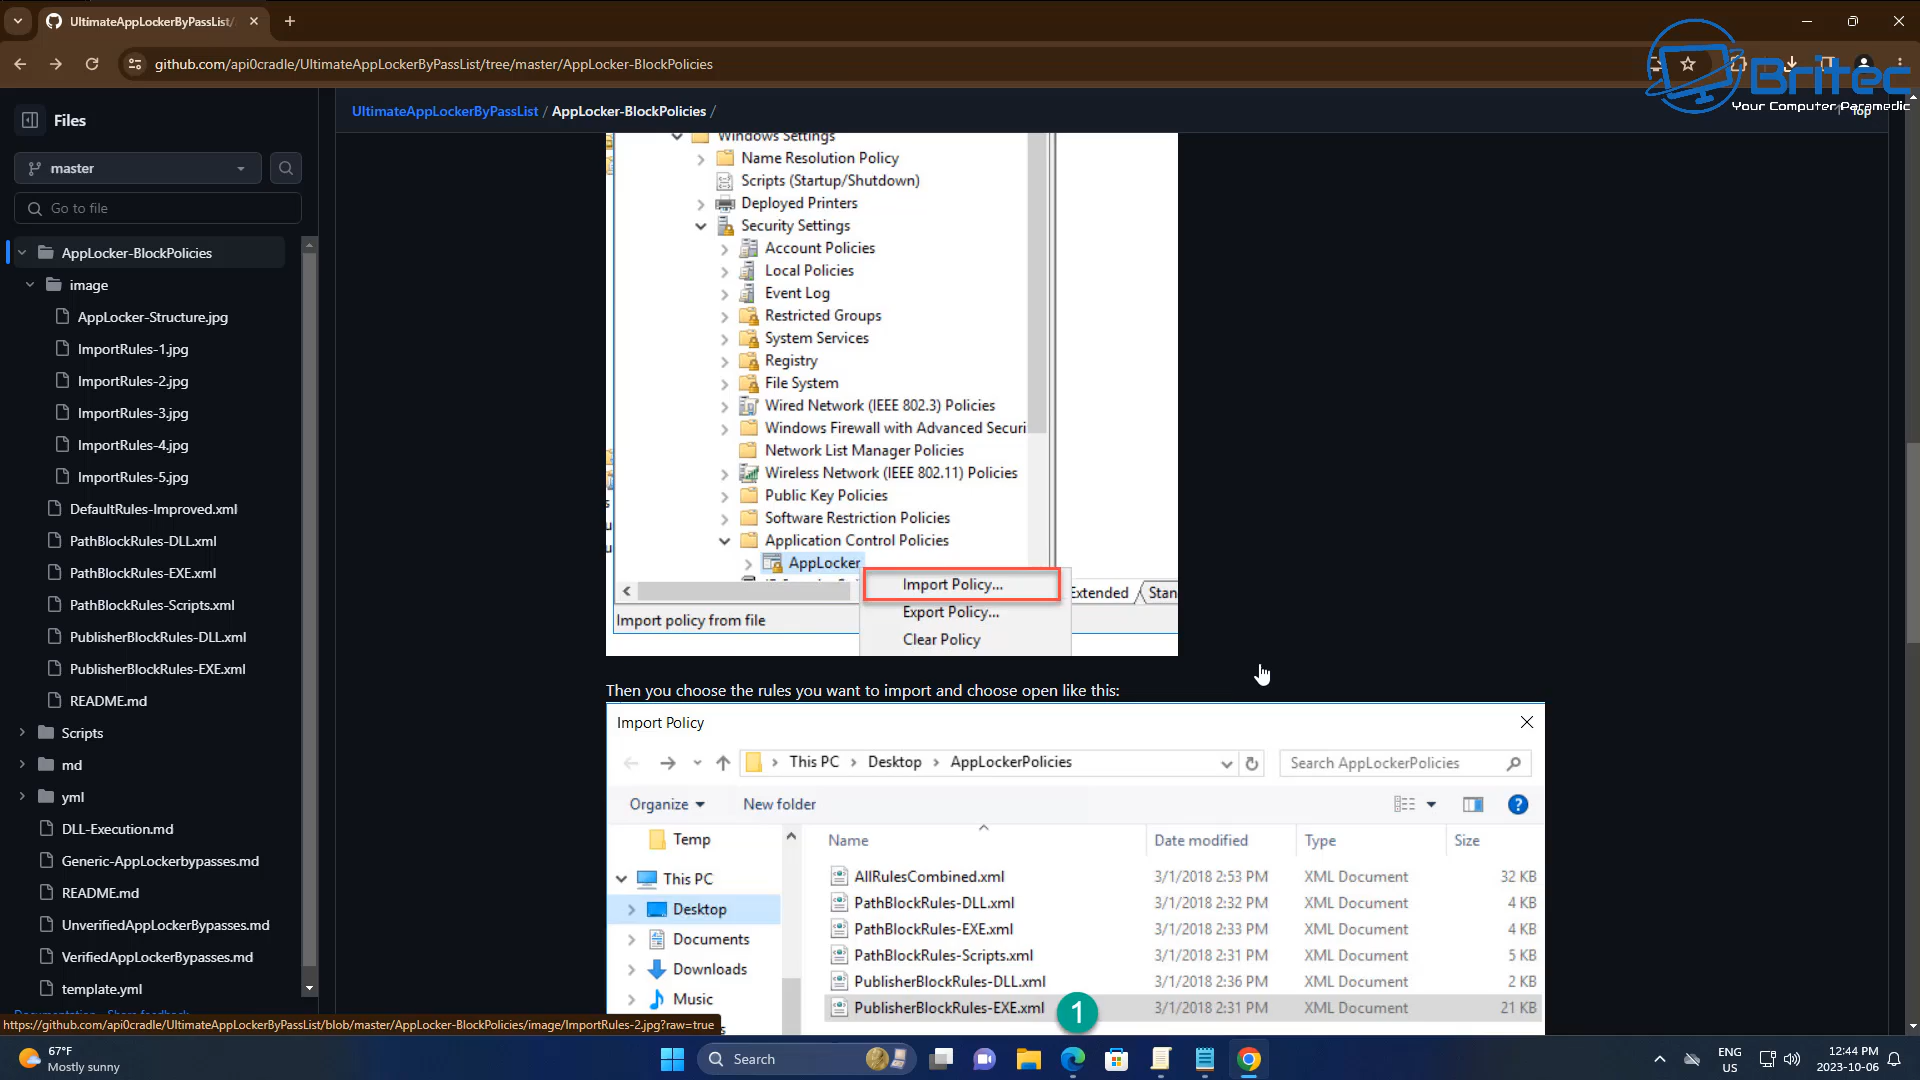 UltimateAppLockerByPassList/
github.com/api0cradle/UltimateAppLockerByPassList/tree/master/AppLocker-BlockPolicies
Britec
Your Computer Paramedic
Top
Files
UltimateAppLockerByPassList / AppLocker-BlockPolicies /
master
Go to file
AppLocker-BlockPolicies
image
AppLocker-Structure.jpg
ImportRules-1.jpg
ImportRules-2.jpg
ImportRules-3.jpg
ImportRules-4.jpg
ImportRules-5.jpg
DefaultRules-Improved.xml
PathBlockRules-DLL.xml
PathBlockRules-EXE.xml
PathBlockRules-Scripts.xml
PublisherBlockRules-DLL.xml
PublisherBlockRules-EXE.xml
README.md
Scripts
md
yml
DLL-Execution.md
Generic-AppLockerbypasses.md
README.md
UnverifiedAppLockerBypasses.md
VerifiedAppLockerBypasses.md
template.yml
Documentation · Share feedback
https://github.com/api0cradle/UltimateAppLockerByPassList/blob/master/AppLocker-BlockPolicies/image/ImportRules-2.jpg?raw=true
Windows Settings
Name Resolution Policy
Scripts (Startup/Shutdown)
Deployed Printers
Security Settings
Account Policies
Local Policies
Event Log
Restricted Groups
System Services
Registry
File System
Wired Network (IEEE 802.3) Policies
Windows Firewall with Advanced Securi
Network List Manager Policies
Wireless Network (IEEE 802.11) Policies
Public Key Policies
Software Restriction Policies
Application Control Policies
AppLocker
Import Policy...
Export Policy...
Clear Policy
Extended Stan
Import policy from file
Then you choose the rules you want to import and choose open like this:
Import Policy
This PC Desktop AppLockerPolicies
Search AppLockerPolicies
Organize New folder
Temp
This PC
Desktop
Documents
Downloads
Music
Name Date modified Type Size
AllRulesCombined.xml 3/1/2018 2:53 PM XML Document 32 KB
PathBlockRules-DLL.xml 3/1/2018 2:32 PM XML Document 4 KB
PathBlockRules-EXE.xml 3/1/2018 2:33 PM XML Document 4 KB
PathBlockRules-Scripts.xml 3/1/2018 2:31 PM XML Document 5 KB
PublisherBlockRules-DLL.xml 3/1/2018 2:36 PM XML Document 2 KB
PublisherBlockRules-EXE.xml 1 3/1/2018 2:31 PM XML Document 21 KB
67°F
Mostly sunny
Search
ENG
US
12:44 PM
2023-10-06